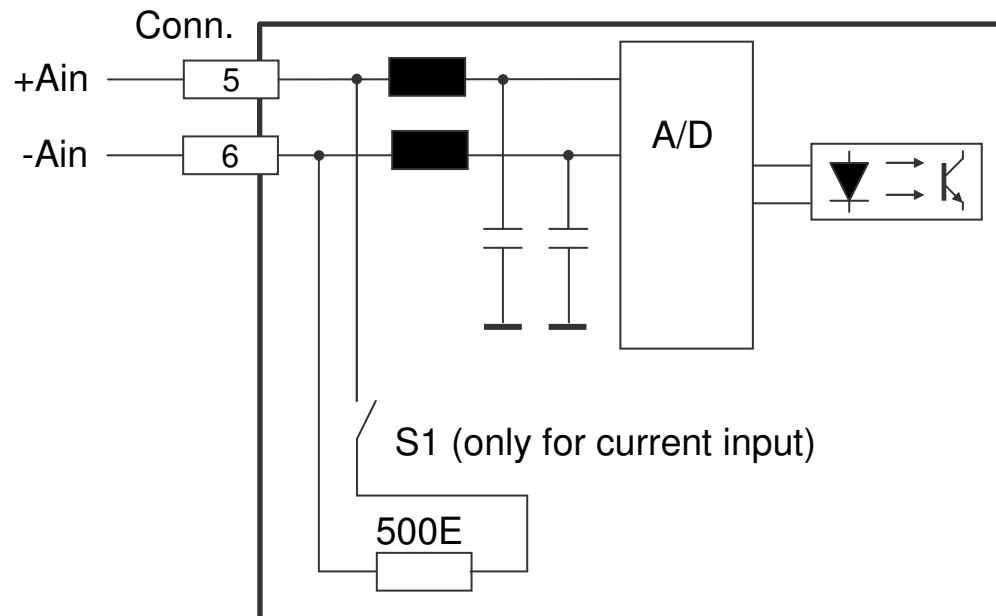 Conn.
+Ain
5
-Ain
6
A/D
S1 (only for current input)
500E